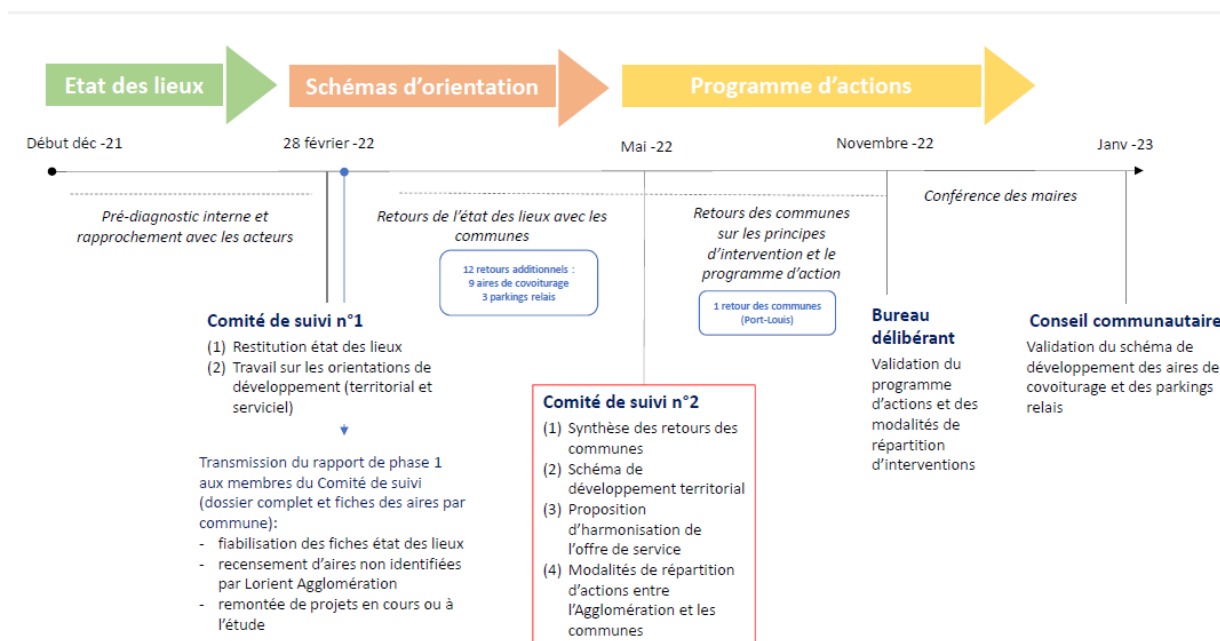 Etat des lieux
Schémas d'orientation
Programme d'actions
Début déc -21
28 février -22
Mai -22
Novembre -22
Janv -23
Pré-diagnostic interne et
rapprochement avec les acteurs
Retours de l'état des lieux avec les
communes
12 retours additionnels :
9 aires de covoiturage
3 parkings relais
Retours des communes
sur les principes
d'intervention et le
programme d'action
1 retour des communes
(Port-Louis)
Conférence des maires
Comité de suivi n°1
(1) Restitution état des lieux
(2) Travail sur les orientations de
développement (territorial et
serviciel)
Transmission du rapport de phase 1
aux membres du Comité de suivi
(dossier complet et fiches des aires par
commune):
- fiabilisation des fiches état des lieux
- recensement d'aires non identifiées
par Lorient Agglomération
- remontée de projets en cours ou à
l'étude
Comité de suivi n°2
(1) Synthèse des retours des
communes
(2) Schéma de
développement territorial
(3) Proposition
d'harmonisation de
l'offre de service
(4) Modalités de répartition
d'actions entre
l'Agglomération et les
communes
Bureau
délibérant
Validation du
programme
d'actions et des
modalités de
répartition
d'interventions
Conseil communautaire
Validation du schéma de
développement des aires de
covoiturage et des parkings
relais